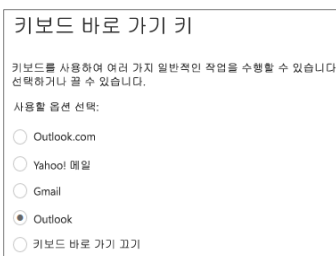 키보드 바로 가기 키
키보드를 사용하여 여러 가지 일반적인 작업을 수행할 수 있습니다
선택하거나 끌 수 있습니다.
사용할 옵션 선택:
Outlook.com
Yahoo! 메일
Gmail
Outlook
키보드 바로 가기 끄기